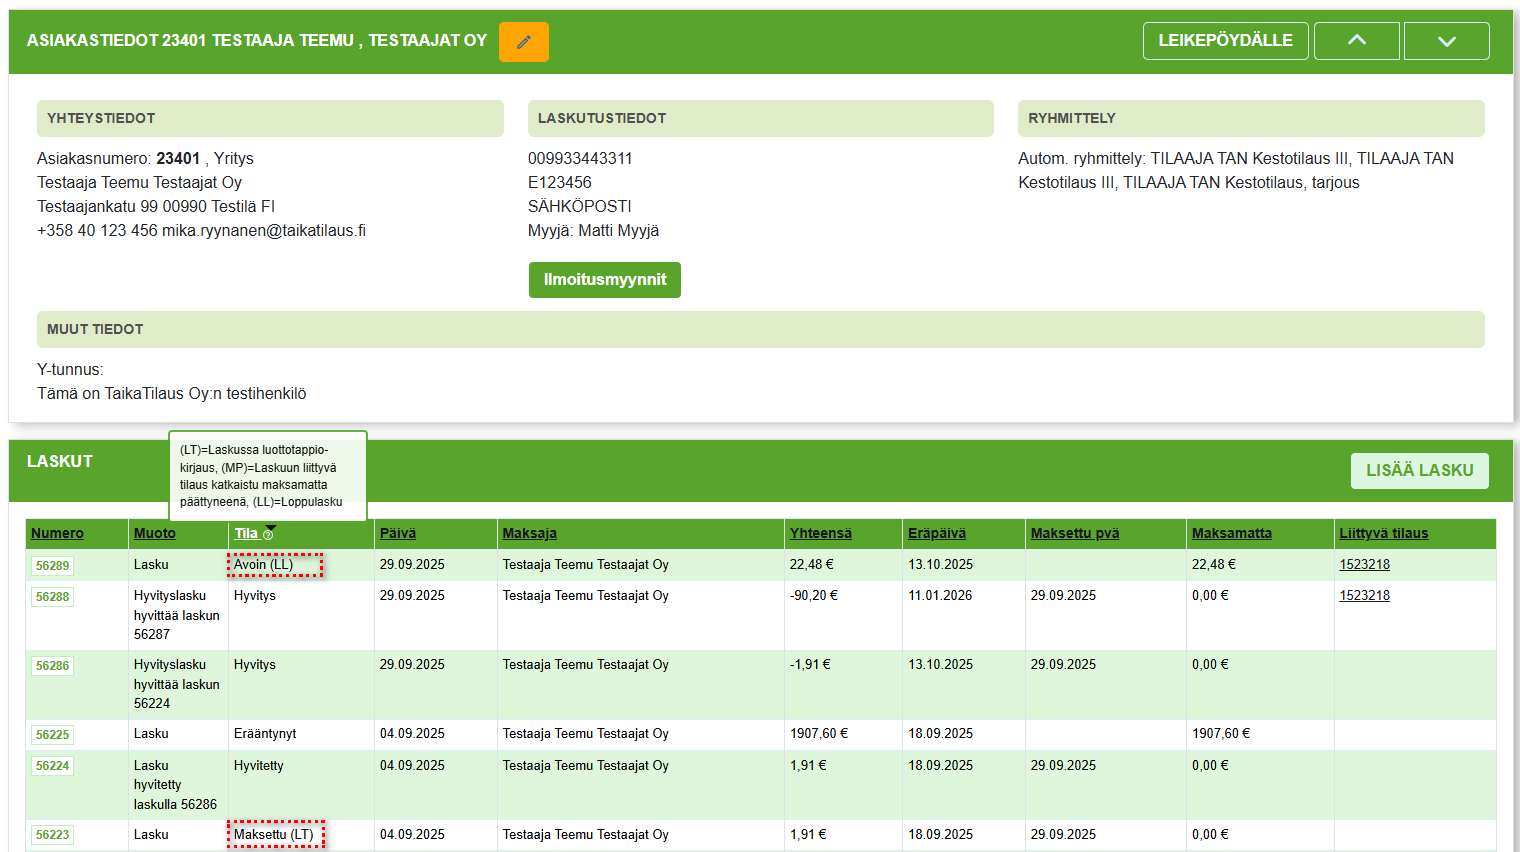 ASIAKASTIEDOT 23401 TESTAAJA TEEMU , TESTAAJAT OY
LEIKEPÖYDÄLLE
YHTEYSTIEDOT
Asiakasnumero: 23401 , Yritys
Testaaja Teemu Testaajat Oy
Testaajankatu 99 00990 Testilä FI
+358 40 123 456 mika.ryynanen@taikatilaus.fi
LASKUTUSTIEDOT
009933443311
E123456
SÄHKÖPOSTI
Myyjä: Matti Myyjä
Ilmoitusmyynnit
RYHMITTELY
Autom. ryhmittely: TILAAJA TAN Kestotilaus III, TILAAJA TAN
Kestotilaus III, TILAAJA TAN Kestotilaus, tarjous
MUUT TIEDOT
Y-tunnus:
Tämä on TaikaTilaus Oy:n testihenkilö
LASKUT
(LT)=Laskussa luottotappio-
kirjaus, (MP)=Laskuun liittyvä
tilaus katkaistu maksamatta
päättyneenä, (LL)=Loppulasku
LISÄÄ LASKU
Numero Muoto Tila ? Päivä Maksaja Yhteensä Eräpäivä Maksettu pvä Maksamatta Liittyvä tilaus
56289 Lasku Avoin (LL) 29.09.2025 Testaaja Teemu Testaajat Oy 22,48 € 13.10.2025 22,48 € 1523218
56288 Hyvityslasku Hyvitys 29.09.2025 Testaaja Teemu Testaajat Oy -90,20 € 11.01.2026 29.09.2025 0,00 € 1523218
hyvittää laskun
56287
56286 Hyvityslasku Hyvitys 29.09.2025 Testaaja Teemu Testaajat Oy -1,91 € 13.10.2025 29.09.2025 0,00 €
hyvittää laskun
56224
56225 Lasku Erääntynyt 04.09.2025 Testaaja Teemu Testaajat Oy 1907,60 € 18.09.2025 1907,60 €
56224 Lasku Hyvitetty 04.09.2025 Testaaja Teemu Testaajat Oy 1,91 € 18.09.2025 29.09.2025 0,00 €
hyvitetty
laskulla 56286
56223 Lasku Maksettu (LT) 04.09.2025 Testaaja Teemu Testaajat Oy 1,91 € 18.09.2025 29.09.2025 0,00 €